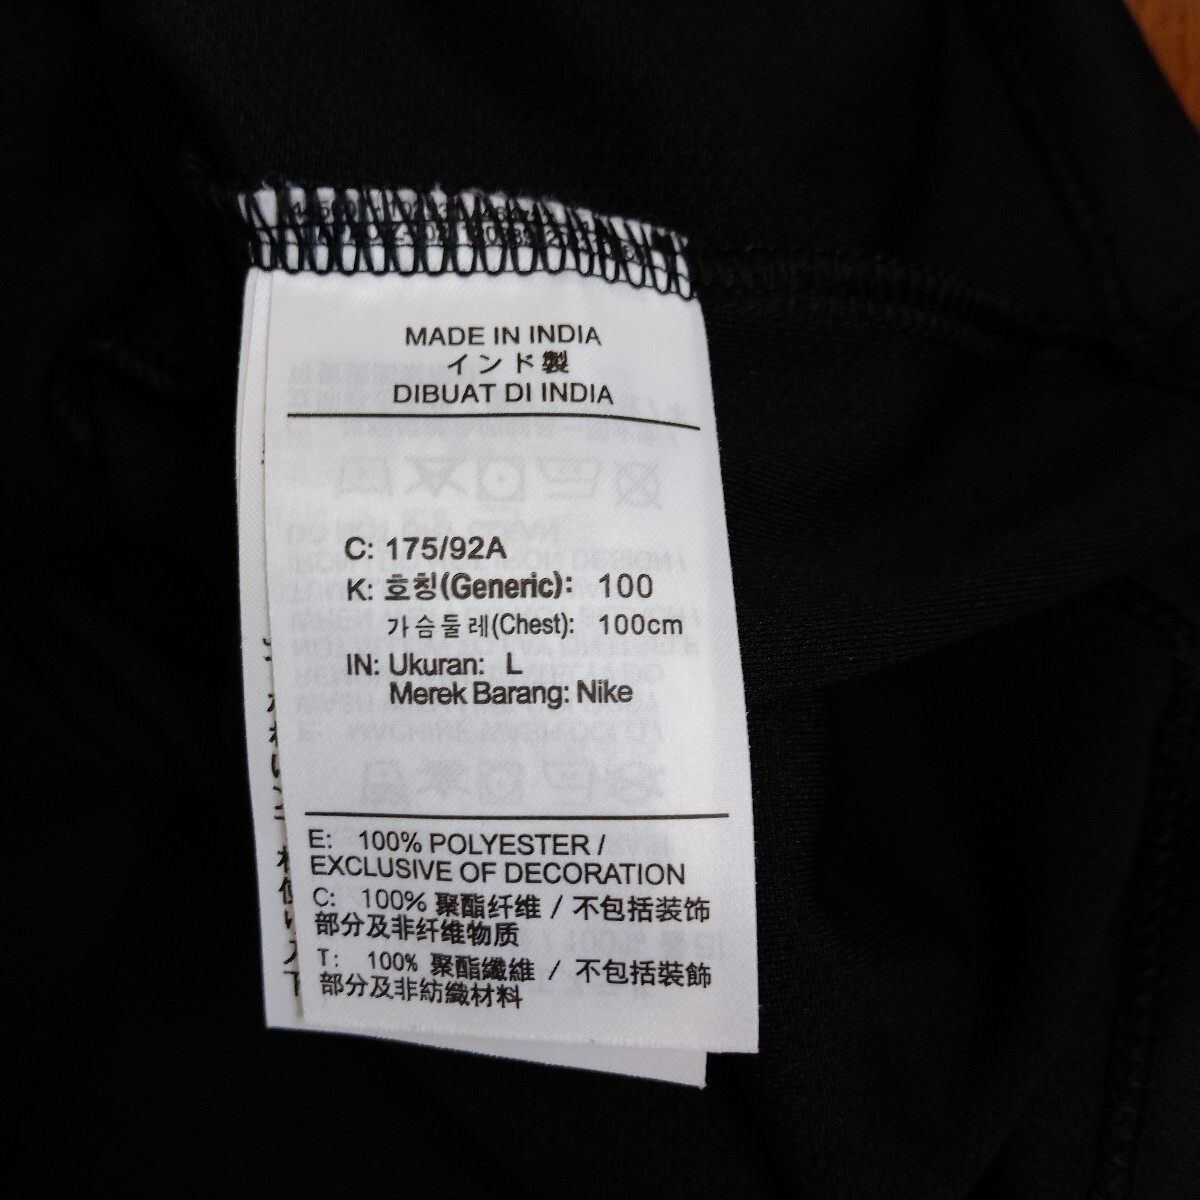 MADE IN INDIA
インド製
DIBUAT DI INDIA
C: 175/92A
K: 호칭(Generic): 100
가슴둘레(Chest): 100cm
IN: Ukuran: L
Merek Barang: Nike
E: 100% POLYESTER /
EXCLUSIVE OF DECORATION
C: 100% 聚酯纤维 / 不包括装饰
部分及非纤维物质
T: 100% 聚酯纖維 / 不包括裝飾
部分及非紡織材料